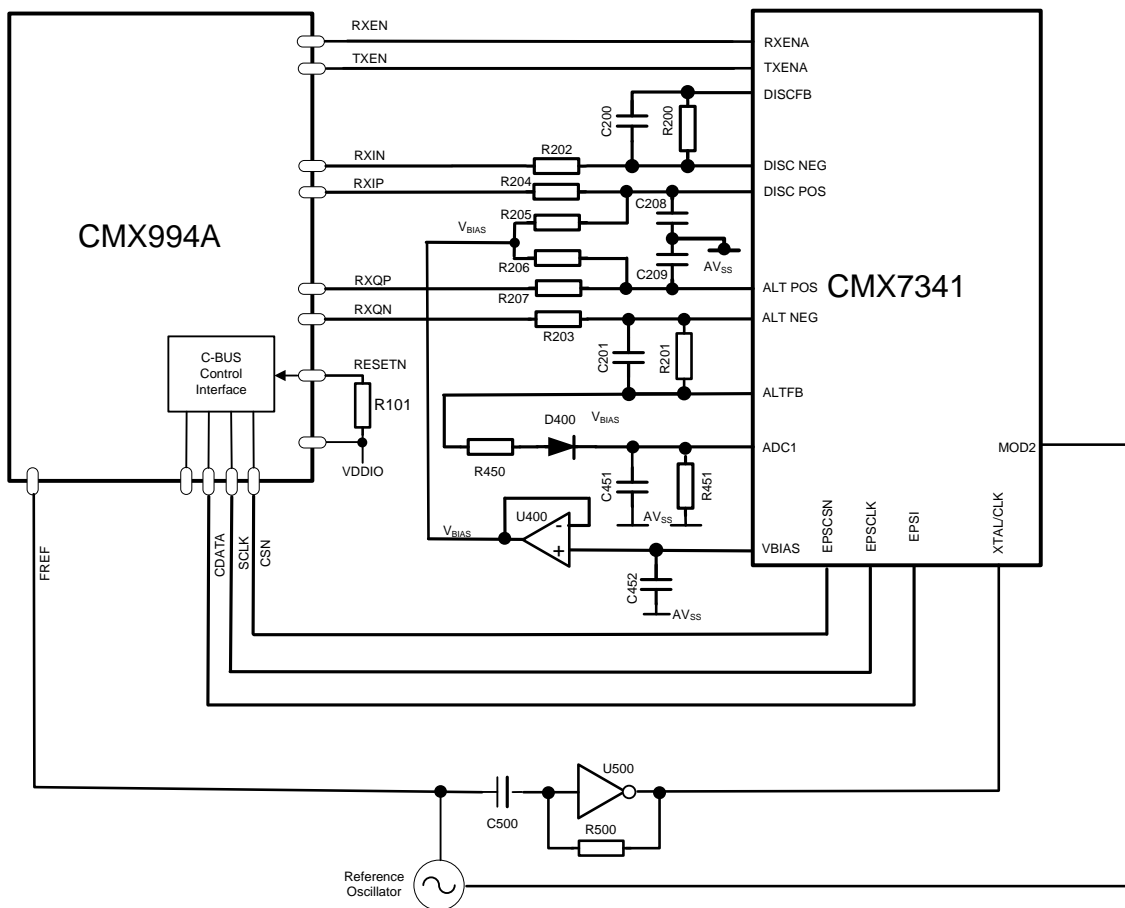 RXEN
RXENA
TXEN
TXENA
DISCFB
C200
R200
RXIN
R202
DISC NEG
RXIP
R204
DISC POS
CMX994A
R205
C208
VBIAS
AVSS
R206
C209
CMX7341
RXQP
R207
ALT POS
RXQN
R203
ALT NEG
C-BUS
Control
Interface
RESETN
C201
R201
R101
ALTFB
VBIAS
D400
ADC1
MOD2
R450
VDDIO
C451
R451
AVSS
U400
-
+
VBIAS
VBIAS
EPSCSN
EPSCLK
EPSI
XTAL/CLK
FREF
CDATA
SCLK
CSN
C452
AVSS
U500
C500
R500
Reference
Oscillator